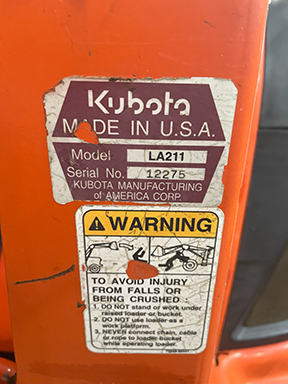 Kubota
MADE IN U.S.A.
Model LA211
Serial No. 12275
KUBOTA MANUFACTURING
of AMERICA CORP.
WARNING
TO AVOID INJURY
FROM FALLS OR
BEING CRUSHED :
1. DO NOT stand or work under
raised loader or bucket.
2. DO NOT use loader as a
work platform.
3. NEVER connect chain, cable
or rope to loader bucket
while operating loader.